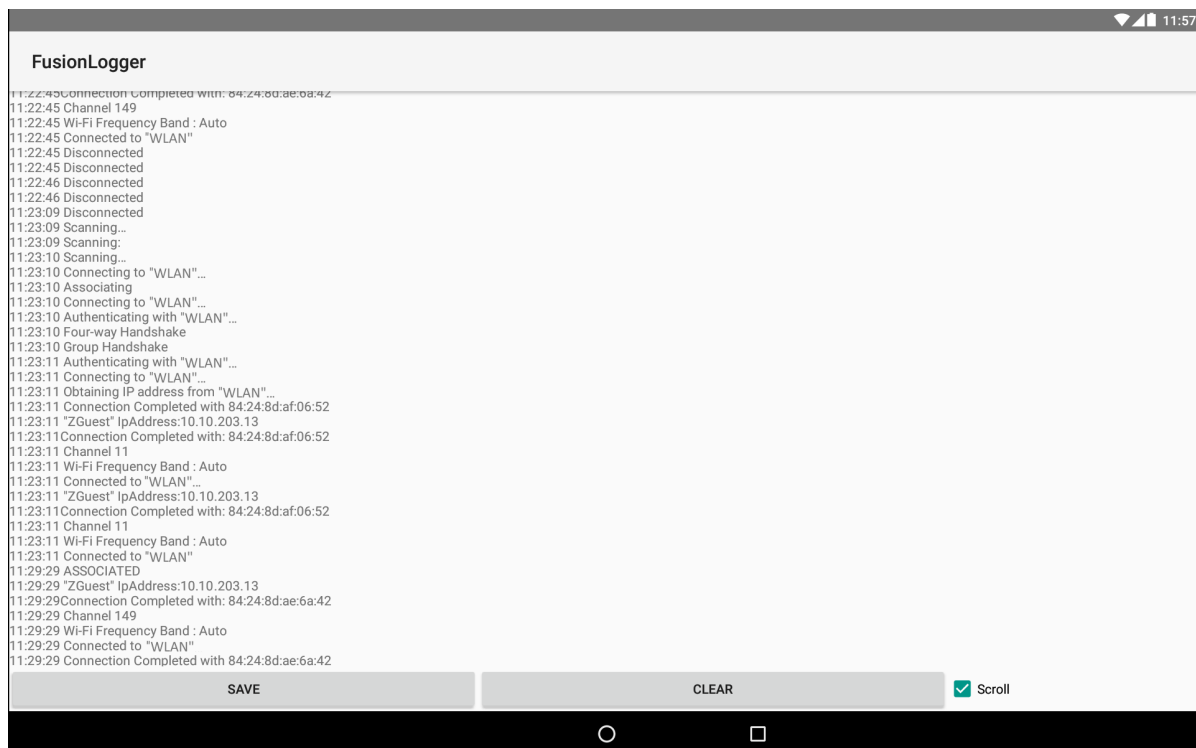 11:57
FusionLogger
11:22:45Connection Completed with: 84:24:8d:ae:6a:42
11:22:45 Channel 149
11:22:45 Wi-Fi Frequency Band : Auto
11:22:45 Connected to "WLAN"
11:22:45 Disconnected
11:22:45 Disconnected
11:22:46 Disconnected
11:22:46 Disconnected
11:23:09 Disconnected
11:23:09 Scanning...
11:23:09 Scanning:
11:23:10 Scanning...
11:23:10 Connecting to "WLAN"...
11:23:10 Associating
11:23:10 Connecting to "WLAN"...
11:23:10 Authenticating with "WLAN"...
11:23:10 Four-way Handshake
11:23:10 Group Handshake
11:23:11 Authenticating with "WLAN"...
11:23:11 Connecting to "WLAN"...
11:23:11 Obtaining IP address from "WLAN"...
11:23:11 Connection Completed with 84:24:8d:af:06:52
11:23:11 "ZGuest" IpAddress:10.10.203.13
11:23:11Connection Completed with: 84:24:8d:af:06:52
11:23:11 Channel 11
11:23:11 Wi-Fi Frequency Band : Auto
11:23:11 Connected to "WLAN"...
11:23:11 "ZGuest" IpAddress:10.10.203.13
11:23:11Connection Completed with: 84:24:8d:af:06:52
11:23:11 Channel 11
11:23:11 Wi-Fi Frequency Band : Auto
11:23:11 Connected to "WLAN"
11:29:29 ASSOCIATED
11:29:29 "ZGuest" IpAddress:10.10.203.13
11:29:29Connection Completed with: 84:24:8d:ae:6a:42
11:29:29 Channel 149
11:29:29 Wi-Fi Frequency Band : Auto
11:29:29 Connected to "WLAN"
11:29:29 Connection Completed with 84:24:8d:ae:6a:42
SAVE CLEAR Scroll